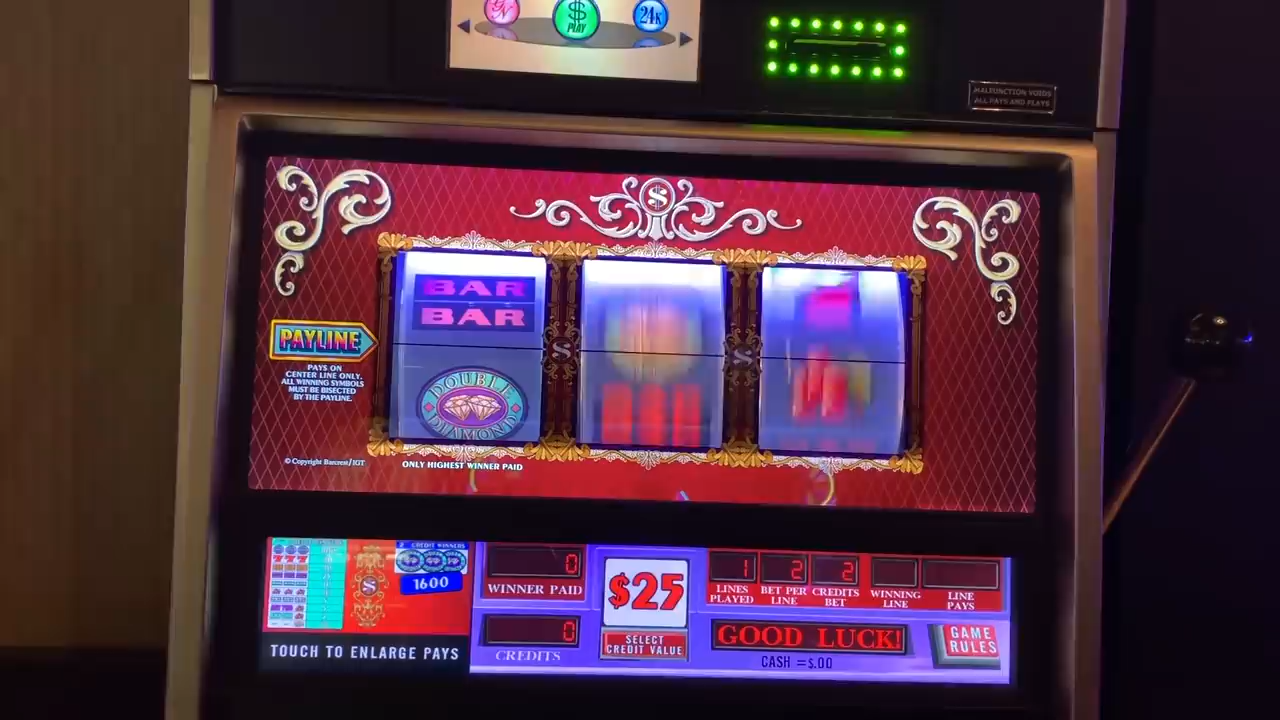 $
PLAY
24K
MALFUNCTION VOIDS
ALL PAYS AND PLAYS
$
BAR
BAR
PAYLINE
PAYS ON
CENTER LINE ONLY.
ALL WINNING SYMBOLS
MUST BE BISECTED
BY THE PAYLINE.
S
S
DOUBLE
DIAMOND
© Copyright Barcrest/IGT
ONLY HIGHEST WINNER PAID
2 CREDIT WINNERS
S
1600
TOUCH TO ENLARGE PAYS
0
WINNER PAID
0
CREDITS
$25
SELECT
CREDIT VALUE
1 2 2
LINES
PLAYED
BET PER
LINE
CREDITS
BET
WINNING
LINE
LINE
PAYS
GOOD LUCK!
CASH =$.00
GAME
RULES